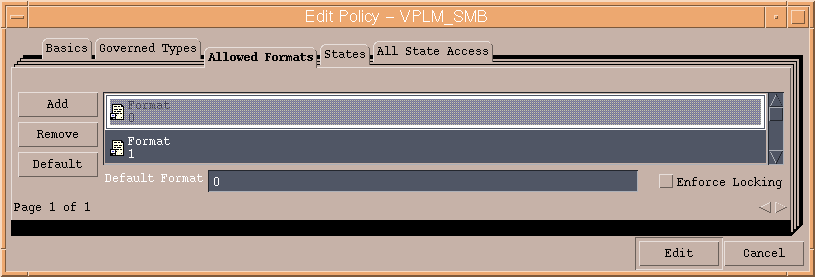 Edit Policy – VPLM_SMB
Basics
Governed Types
Allowed Formats
States
All State Access
Add
Remove
Default
Format
0
Format
1
Default Format
0
Enforce Locking
Page 1 of 1
Edit
Cancel